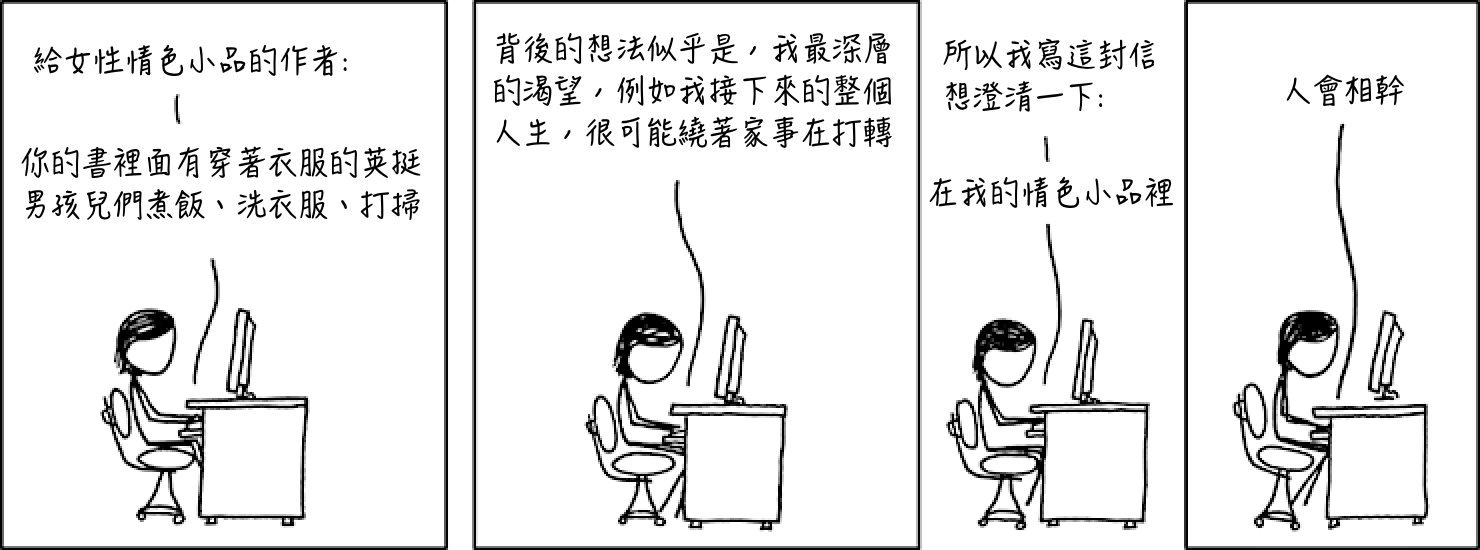 給女性情色小品的作者:
你的書裡面有穿著衣服的英挺
男孩兒們煮飯、洗衣服、打掃
背後的想法似乎是，我最深層
的渴望，例如我接下來的整個
人生，很可能繞著家事在打轉
所以我寫這封信
想澄清一下:
在我的情色小品裡
人會相幹